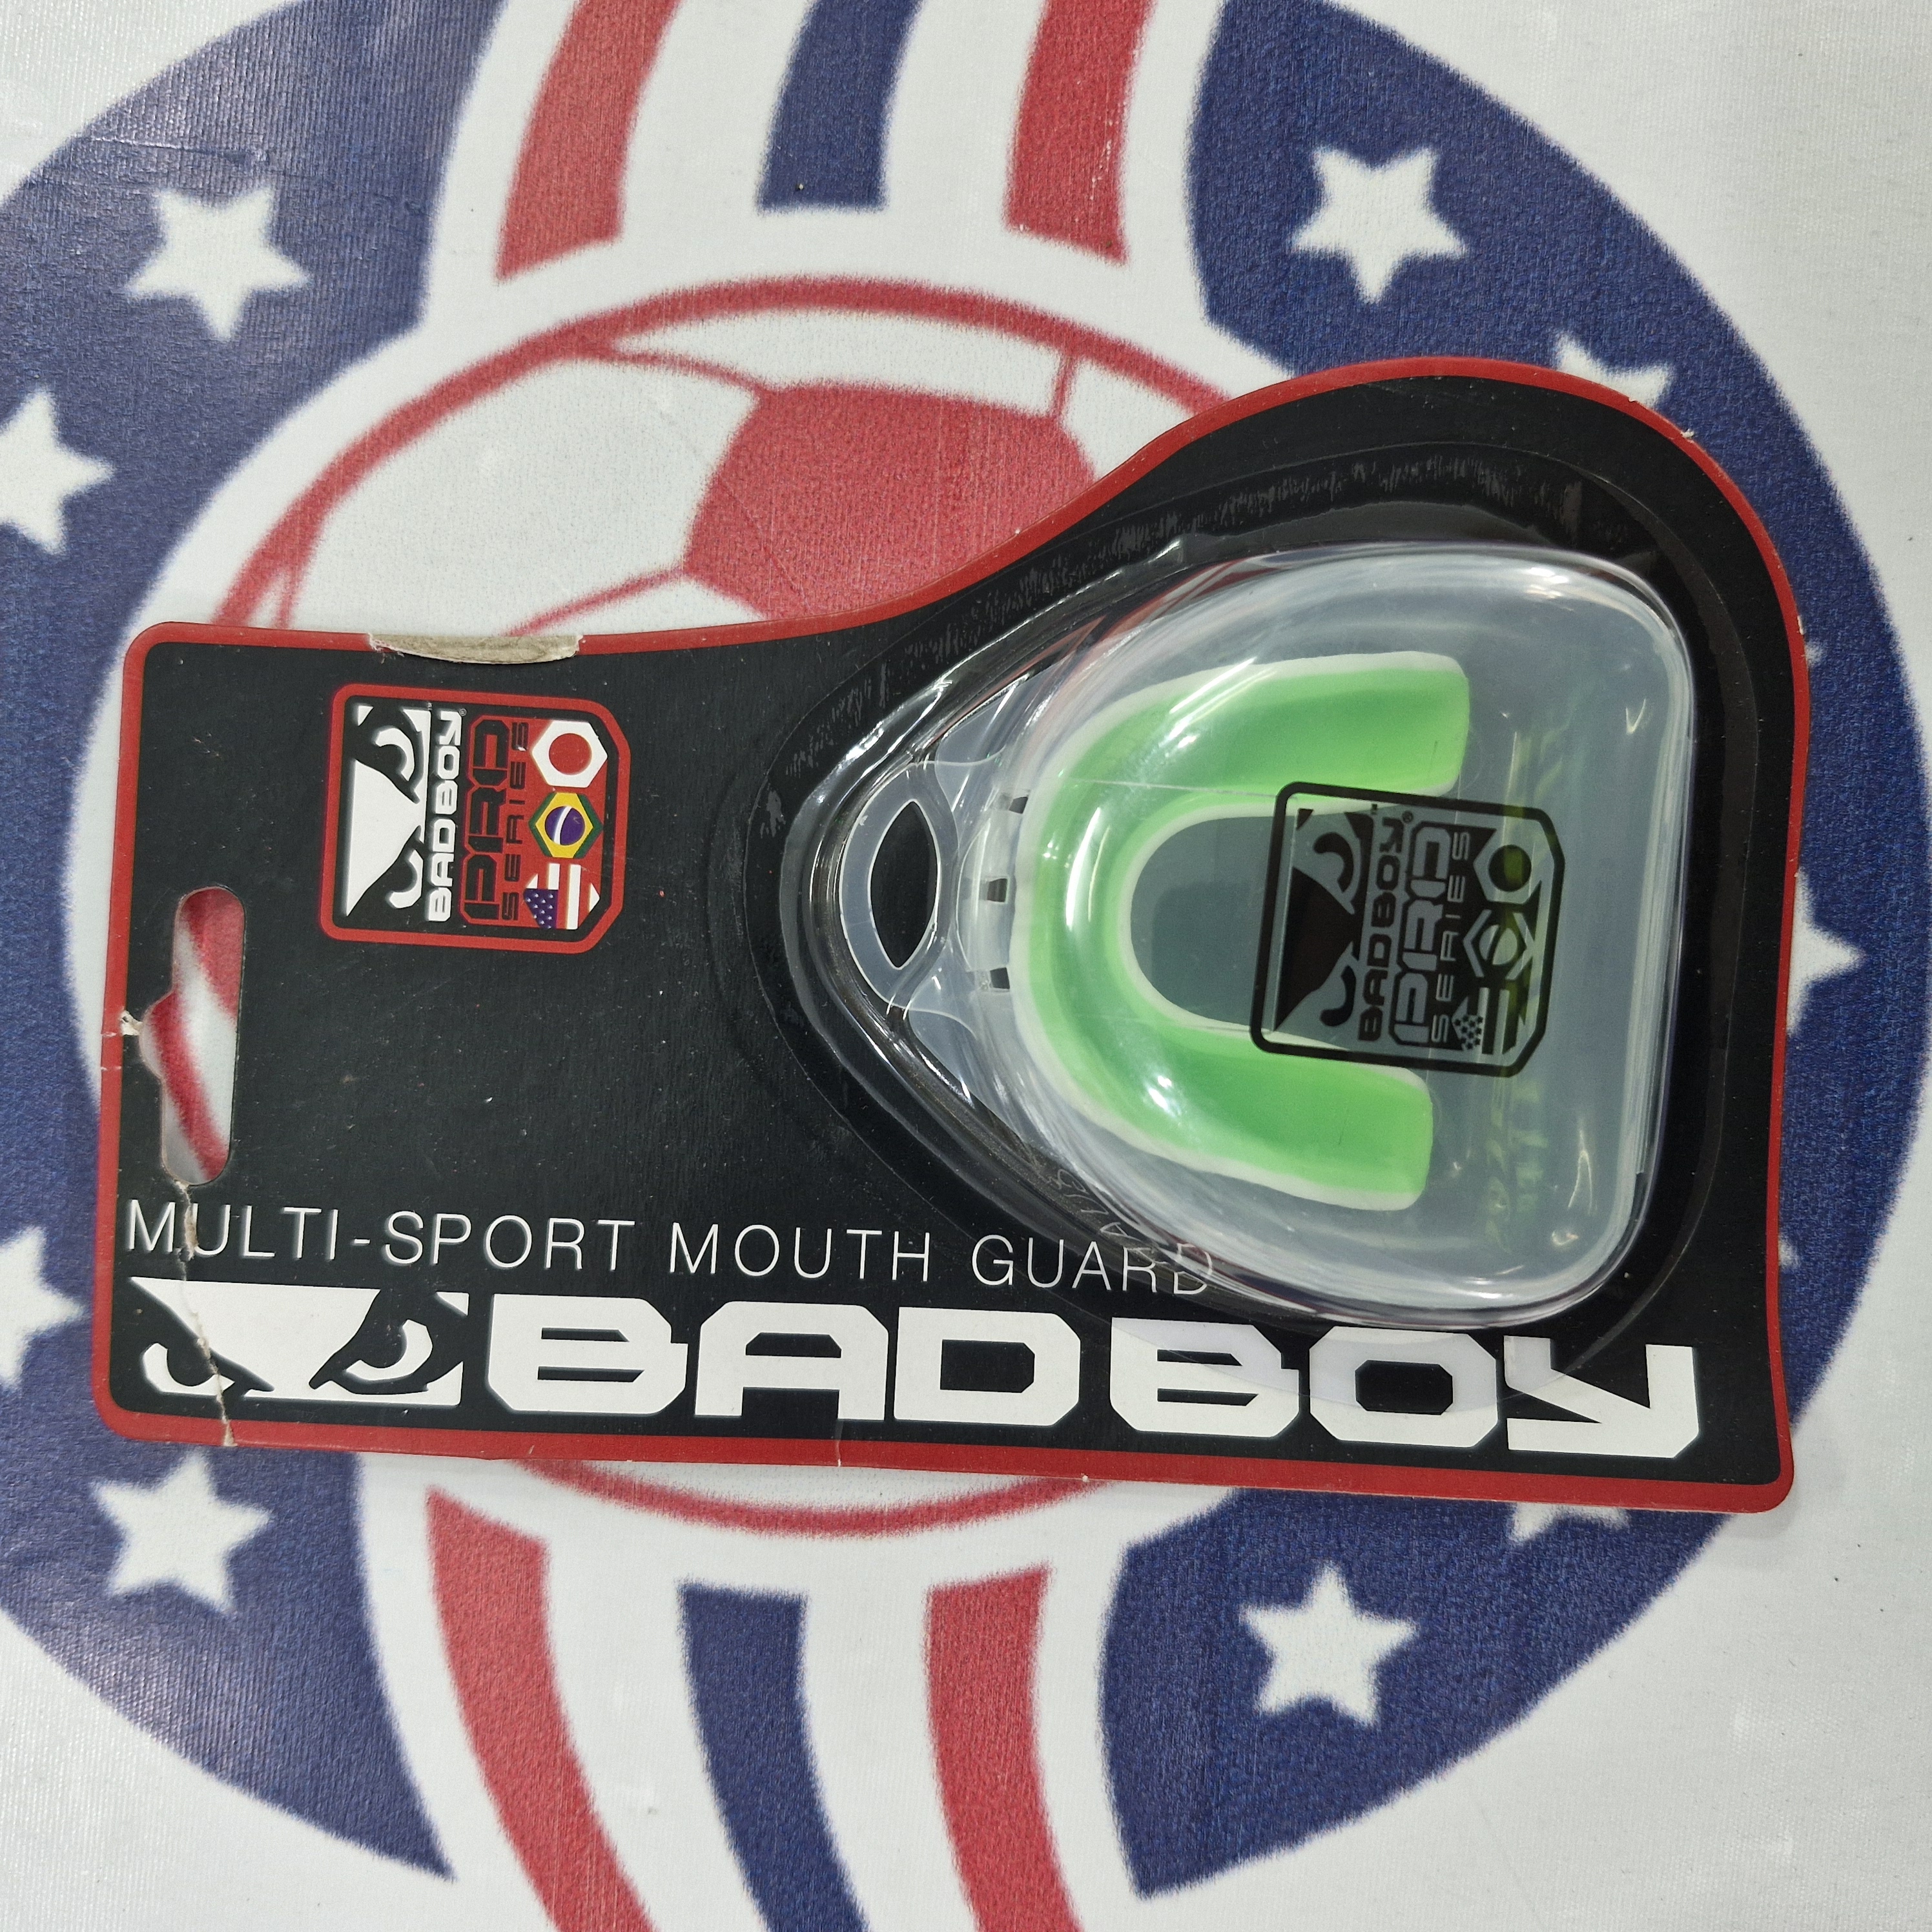 BAD BOY®
PRO
SERIES
BAD BOY®
PRO
SERIES
MULTI-SPORT MOUTH GUARD
BAD BOY